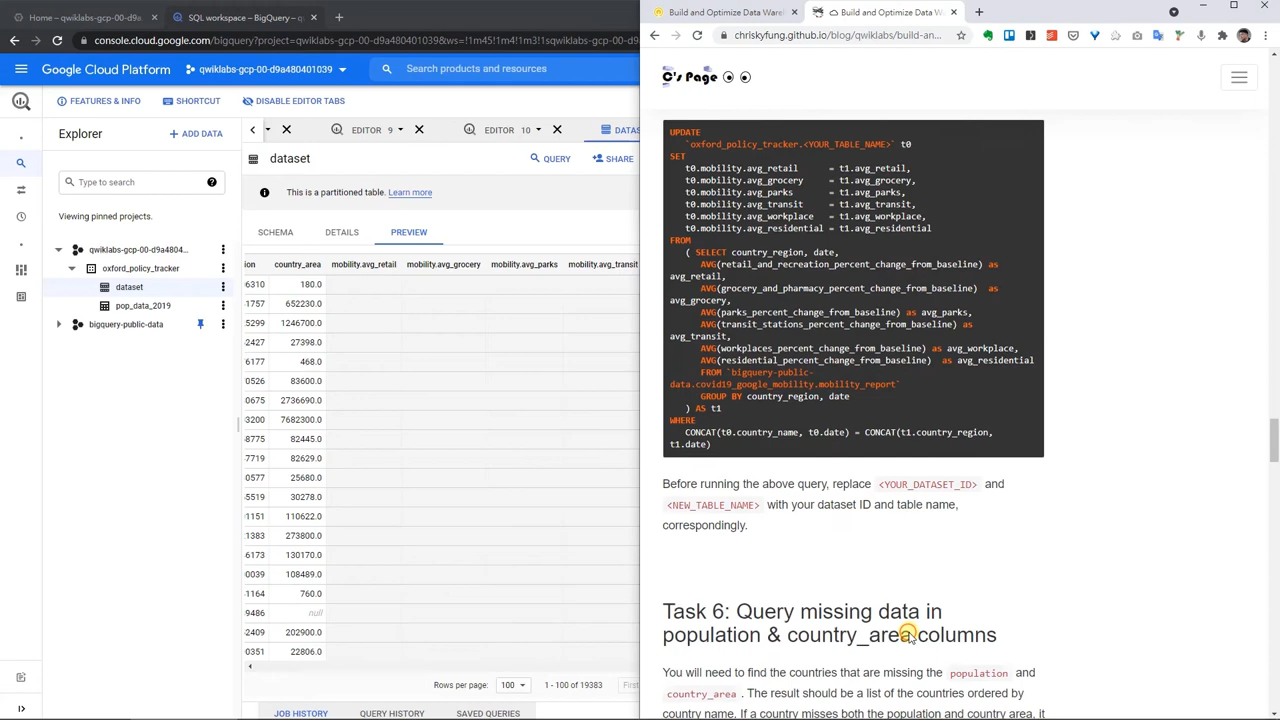 Home - qwiklabs-gcp-00-d9a
SQL workspace – BigQuery
console.cloud.google.com/bigquery?project=qwiklabs-gcp-00-d9a480401039&ws=!1m5!1m4!1m3!1sqwiklabs
Google Cloud Platform
qwiklabs-gcp-00-d9a480401039
Search products and resources
FEATURES & INFO
SHORTCUT
DISABLE EDITOR TABS
Explorer
ADD DATA
EDITOR 9
EDITOR 10
DATAS
Type to search
dataset
QUERY
SHARE
This is a partitioned table. Learn more
Viewing pinned projects.
qwiklabs-gcp-00-d9a4804...
oxford_policy_tracker
dataset
pop_data_2019
bigquery-public-data
SCHEMA
DETAILS
PREVIEW
ion country_area mobility.avg_retail mobility.avg_grocery mobility.avg_parks mobility.avg_transit
6310 180.0
1757 652230.0
5299 1246700.0
2427 27398.0
6177 468.0
0526 83600.0
0675 2736690.0
3200 7682300.0
8775 82445.0
7719 82629.0
0577 25680.0
5519 30278.0
1151 110622.0
1383 273800.0
6173 130170.0
0039 108489.0
1164 760.0
9486 null
2409 202900.0
0351 22806.0
Rows per page: 100 1 - 100 of 19383 First
JOB HISTORY
QUERY HISTORY
SAVED QUERIES
Build and Optimize Data Ware
Build and Optimize Data W
chriskyfung.github.io/blog/qwiklabs/build-an...
C's Page
UPDATE
`oxford_policy_tracker.<YOUR_TABLE_NAME>` t0
SET
t0.mobility.avg_retail = t1.avg_retail,
t0.mobility.avg_grocery = t1.avg_grocery,
t0.mobility.avg_parks = t1.avg_parks,
t0.mobility.avg_transit = t1.avg_transit,
t0.mobility.avg_workplace = t1.avg_workplace,
t0.mobility.avg_residential = t1.avg_residential
FROM
( SELECT country_region, date,
AVG(retail_and_recreation_percent_change_from_baseline) as
avg_retail,
AVG(grocery_and_pharmacy_percent_change_from_baseline) as
avg_grocery,
AVG(parks_percent_change_from_baseline) as avg_parks,
AVG(transit_stations_percent_change_from_baseline) as
avg_transit,
AVG(workplaces_percent_change_from_baseline) as avg_workplace,
AVG(residential_percent_change_from_baseline) as avg_residential
FROM `bigquery-public-
data.covid19_google_mobility.mobility_report`
GROUP BY country_region, date
) AS t1
WHERE
CONCAT(t0.country_name, t0.date) = CONCAT(t1.country_region,
t1.date)
Before running the above query, replace <YOUR_DATASET_ID> and
<NEW_TABLE_NAME> with your dataset ID and table name,
correspondingly.
Task 6: Query missing data in
population & country_area columns
You will need to find the countries that are missing the population and
country_area . The result should be a list of the countries ordered by
country name. If a country misses both the population and country area, it